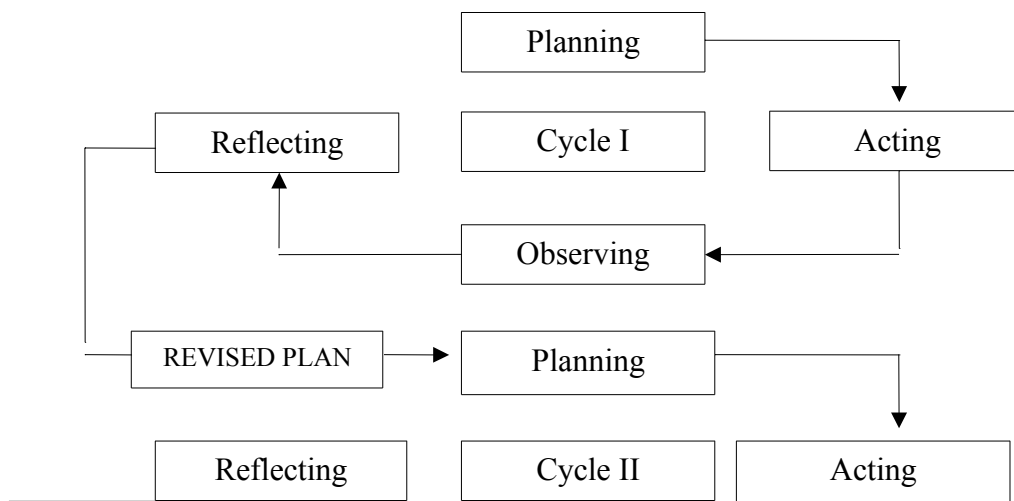 Planning
Reflecting
Cycle I
Acting
Observing
REVISED PLAN
Planning
Reflecting
Cycle II
Acting